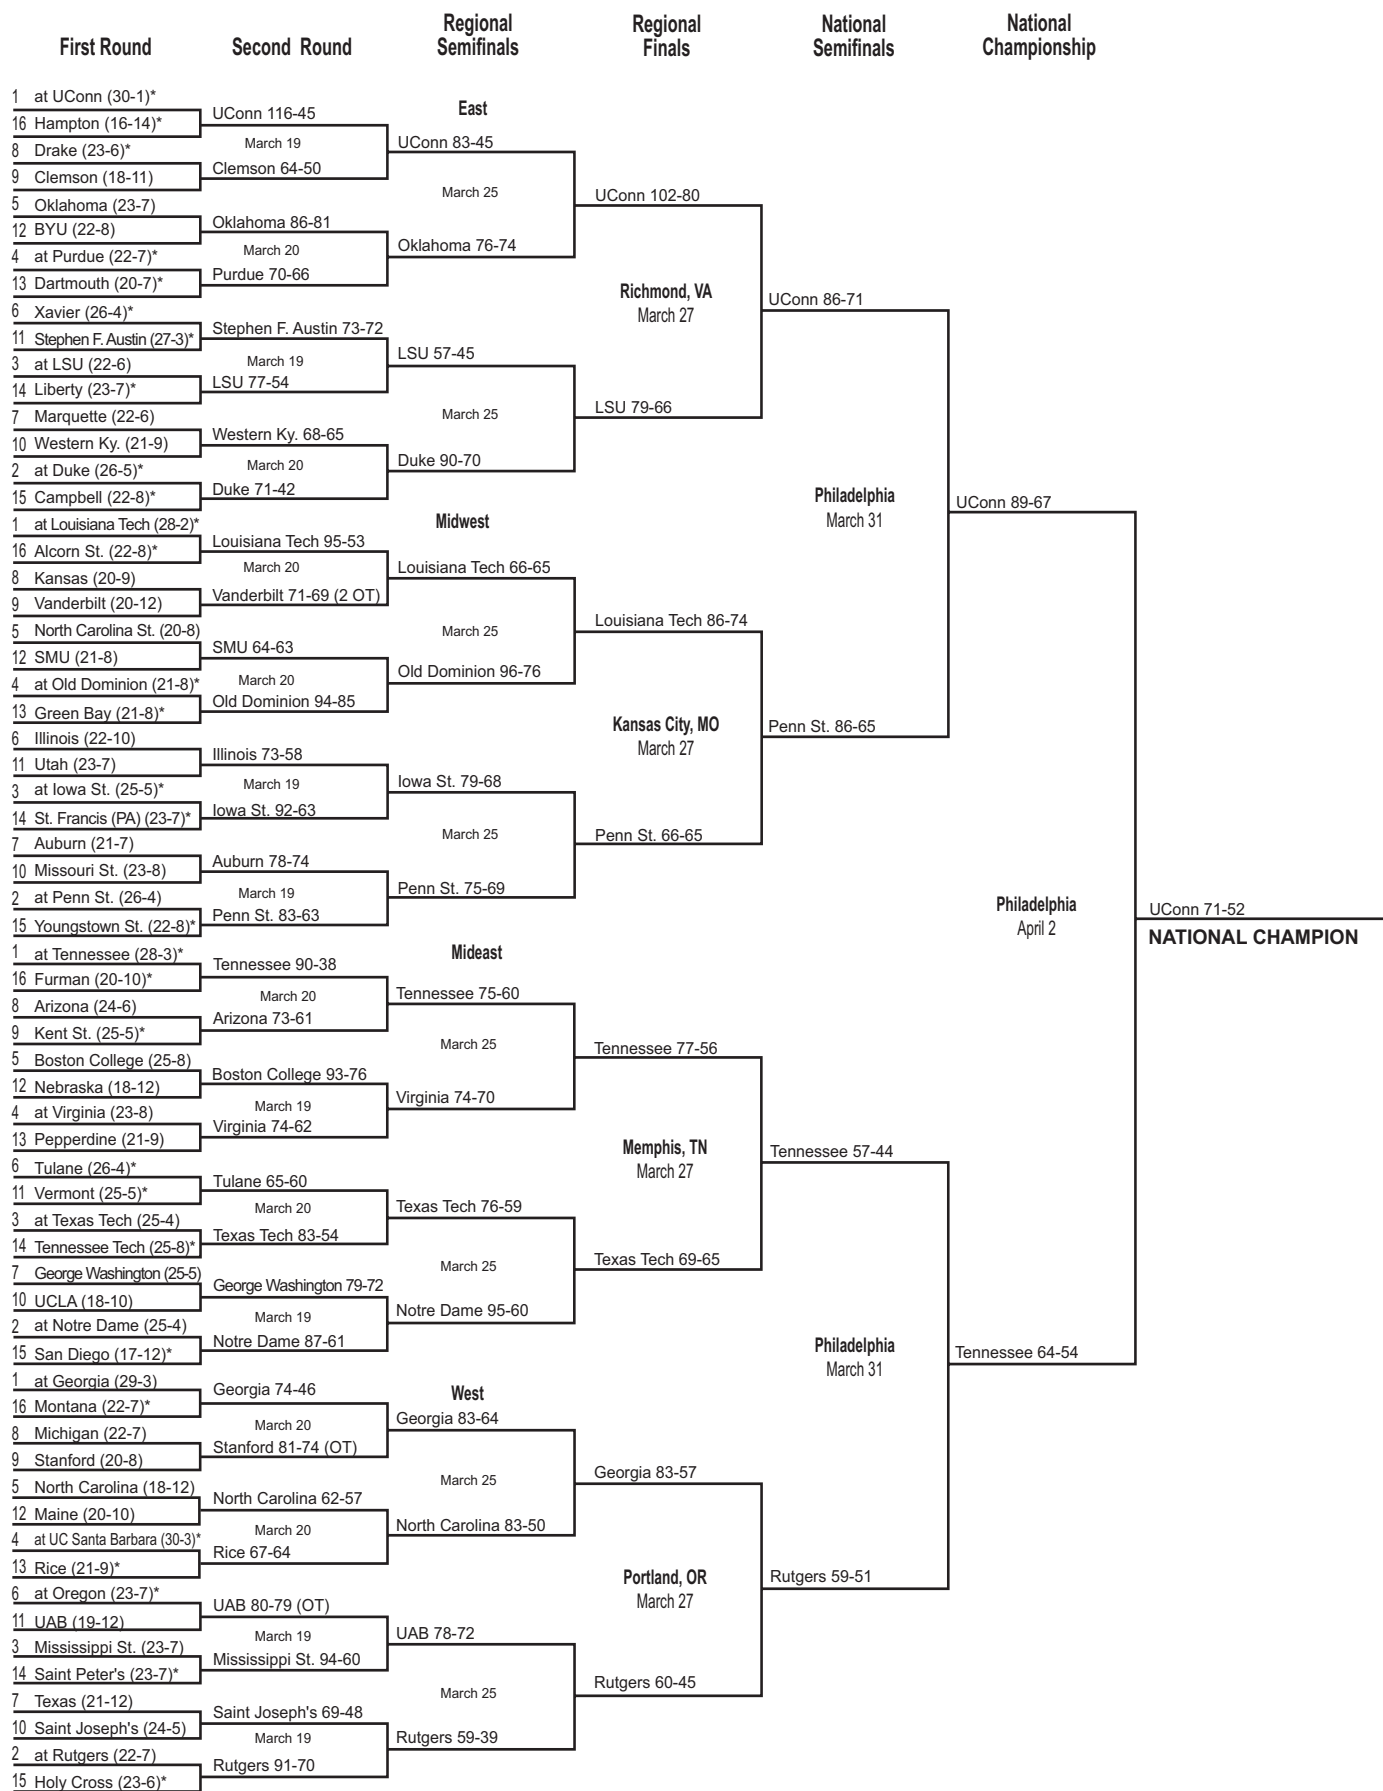 First Round
Second Round
Regional
Semifinals
Regional
Finals
National
Semifinals
National
Championship
East
1 at UConn (30-1)*
16 Hampton (16-14)*
8 Drake (23-6)*
9 Clemson (18-11)
5 Oklahoma (23-7)
12 BYU (22-8)
4 at Purdue (22-7)*
13 Dartmouth (20-7)*
6 Xavier (26-4)*
11 Stephen F. Austin (27-3)*
3 at LSU (22-6)
14 Liberty (23-7)*
7 Marquette (22-6)
10 Western Ky. (21-9)
2 at Duke (26-5)*
15 Campbell (22-8)*
UConn 116-45
March 19
Clemson 64-50
Oklahoma 86-81
March 20
Purdue 70-66
Stephen F. Austin 73-72
March 19
LSU 77-54
Western Ky. 68-65
March 20
Duke 71-42
UConn 83-45
March 25
Oklahoma 76-74
LSU 57-45
March 25
Duke 90-70
UConn 102-80
Richmond, VA
March 27
LSU 79-66
Midwest
1 at Louisiana Tech (28-2)*
16 Alcorn St. (22-8)*
8 Kansas (20-9)
9 Vanderbilt (20-12)
5 North Carolina St. (20-8)
12 SMU (21-8)
4 at Old Dominion (21-8)*
13 Green Bay (21-8)*
6 Illinois (22-10)
11 Utah (23-7)
3 at Iowa St. (25-5)*
14 St. Francis (PA) (23-7)*
7 Auburn (21-7)
10 Missouri St. (23-8)
2 at Penn St. (26-4)
15 Youngstown St. (22-8)*
Louisiana Tech 95-53
March 20
Vanderbilt 71-69 (2 OT)
SMU 64-63
March 20
Old Dominion 94-85
Illinois 73-58
March 19
Iowa St. 92-63
Auburn 78-74
March 19
Penn St. 83-63
Louisiana Tech 66-65
March 25
Old Dominion 96-76
Iowa St. 79-68
March 25
Penn St. 75-69
Louisiana Tech 86-74
Kansas City, MO
March 27
Penn St. 66-65
UConn 86-71
Philadelphia
March 31
Penn St. 86-65
Mideast
1 at Tennessee (28-3)*
16 Furman (20-10)*
8 Arizona (24-6)
9 Kent St. (25-5)*
5 Boston College (25-8)
12 Nebraska (18-12)
4 at Virginia (23-8)
13 Pepperdine (21-9)
6 Tulane (26-4)*
11 Vermont (25-5)*
3 at Texas Tech (25-4)
14 Tennessee Tech (25-8)*
7 George Washington (25-5)
10 UCLA (18-10)
2 at Notre Dame (25-4)
15 San Diego (17-12)*
Tennessee 90-38
March 20
Arizona 73-61
Boston College 93-76
March 19
Virginia 74-62
Tulane 65-60
March 20
Texas Tech 83-54
George Washington 79-72
March 19
Notre Dame 87-61
Tennessee 75-60
March 25
Virginia 74-70
Texas Tech 76-59
March 25
Notre Dame 95-60
Tennessee 77-56
Memphis, TN
March 27
Texas Tech 69-65
West
1 at Georgia (29-3)
16 Montana (22-7)*
8 Michigan (22-7)
9 Stanford (20-8)
5 North Carolina (18-12)
12 Maine (20-10)
4 at UC Santa Barbara (30-3)*
13 Rice (21-9)*
6 at Oregon (23-7)*
11 UAB (19-12)
3 Mississippi St. (23-7)
14 Saint Peter's (23-7)*
7 Texas (21-12)
10 Saint Joseph's (24-5)
2 at Rutgers (22-7)
15 Holy Cross (23-6)*
Georgia 74-46
March 20
Stanford 81-74 (OT)
North Carolina 62-57
March 20
Rice 67-64
UAB 80-79 (OT)
March 19
Mississippi St. 94-60
Saint Joseph's 69-48
March 19
Rutgers 91-70
Georgia 83-64
March 25
North Carolina 83-50
UAB 78-72
March 25
Rutgers 59-39
Georgia 83-57
Portland, OR
March 27
Rutgers 60-45
Tennessee 57-44
Philadelphia
March 31
Rutgers 59-51
UConn 89-67
Philadelphia
April 2
Tennessee 64-54
UConn 71-52
NATIONAL CHAMPION